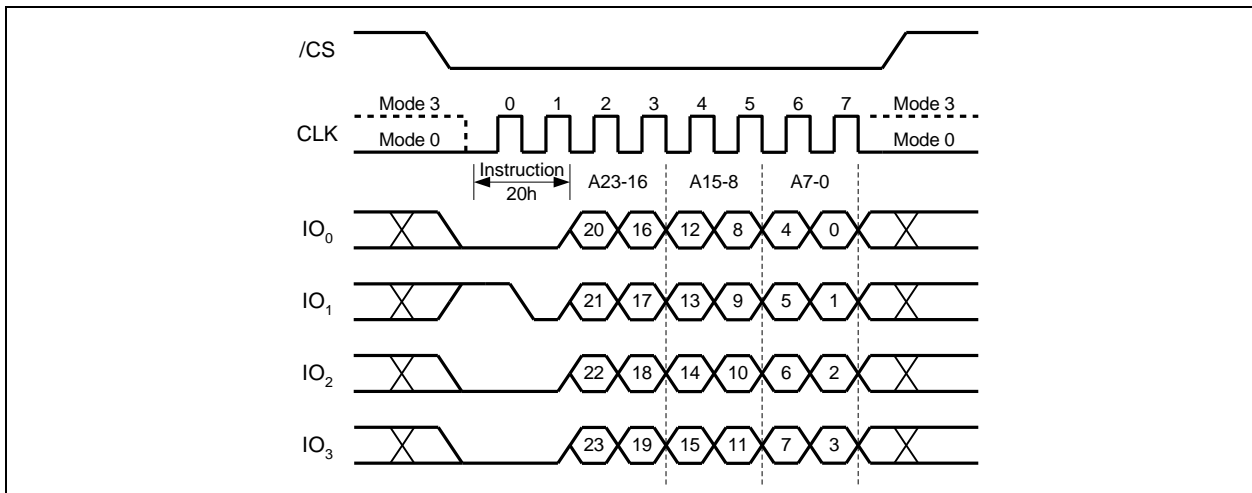 /CS
Mode 3 0 1 2 3 4 5 6 7 Mode 3
CLK
Mode 0 Mode 0
Instruction
A23-16 A15-8 A7-0
20h
IO0 20 16 12 8 4 0
IO1 21 17 13 9 5 1
IO2 22 18 14 10 6 2
IO3 23 19 15 11 7 3